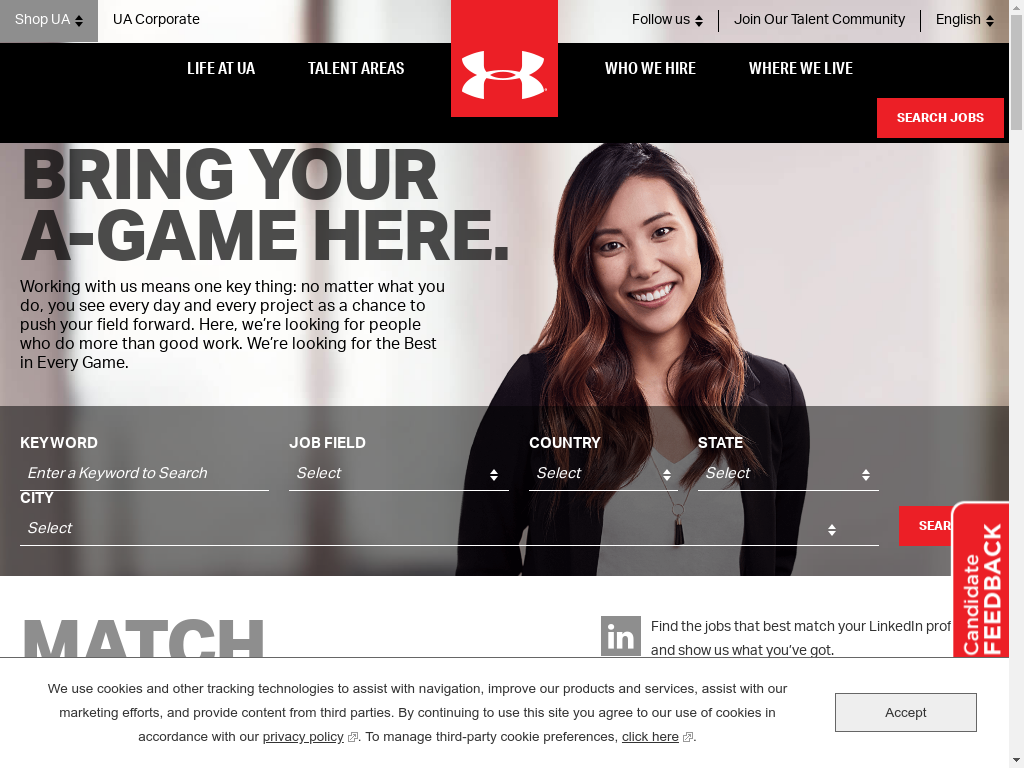 Shop UA
UA Corporate
Follow us
Join Our Talent Community
English
LIFE AT UA
TALENT AREAS
WHO WE HIRE
WHERE WE LIVE
SEARCH JOBS
BRING YOUR
A-GAME HERE.
Working with us means one key thing: no matter what you
do, you see every day and every project as a chance to
push your field forward. Here, we’re looking for people
who do more than good work. We’re looking for the Best
in Every Game.
KEYWORD
JOB FIELD
COUNTRY
STATE
Enter a Keyword to Search
Select
Select
Select
CITY
Select
Candidate
FEEDBACK
MATCH
in
Find the jobs that best match your LinkedIn
and show us what you’ve got.
We use cookies and other tracking technologies to assist with navigation, improve our products and services, assist with our
marketing efforts, and provide content from third parties. By continuing to use this site you agree to our use of cookies in
accordance with our privacy policy. To manage third-party cookie preferences, click here.
Accept